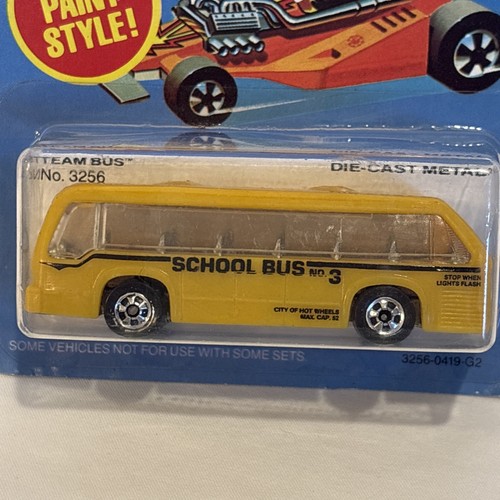 PAINT
STYLE!
TEAM BUS™
No. 3256
DIE-CAST METAL
SCHOOL BUS NO. 3
STOP WHEN
LIGHTS FLASH
CITY OF HOT WHEELS
MAX. CAP. 52
SOME VEHICLES NOT FOR USE WITH SOME SETS
3256-0419-G2